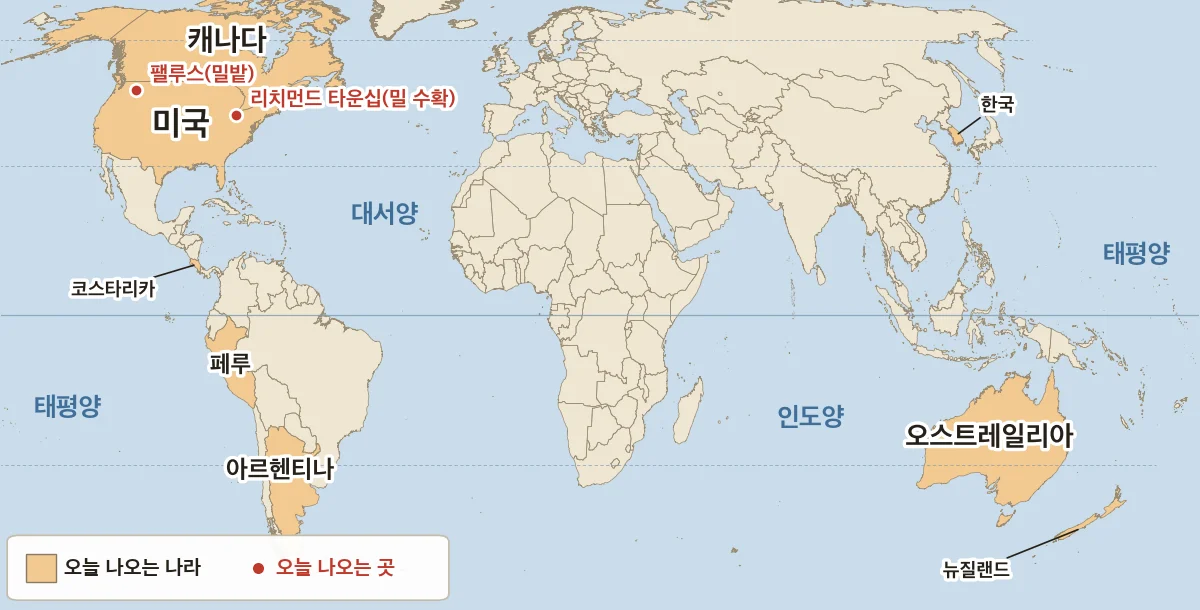 캐나다
팰루스(밀밭)
리치먼드 타운십(밀 수확)
미국
한국
대서양
태평양
코스타리카
페루
태평양
인도양
오스트레일리아
아르헨티나
뉴질랜드
오늘 나오는 나라
오늘 나오는 곳